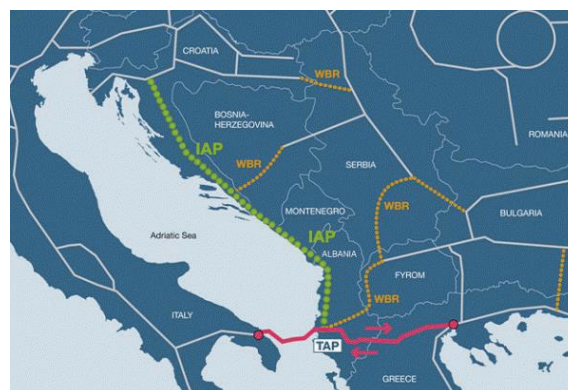 CROATIA
WBR
BOSNIA-
HERZEGOVINA
ROMANIA
IAP
WBR
SERBIA
WBR
MONTENEGRO
BULGARIA
Adriatic Sea
IAP
ALBANIA
FYROM
WBR
ITALY
TAP
GREECE